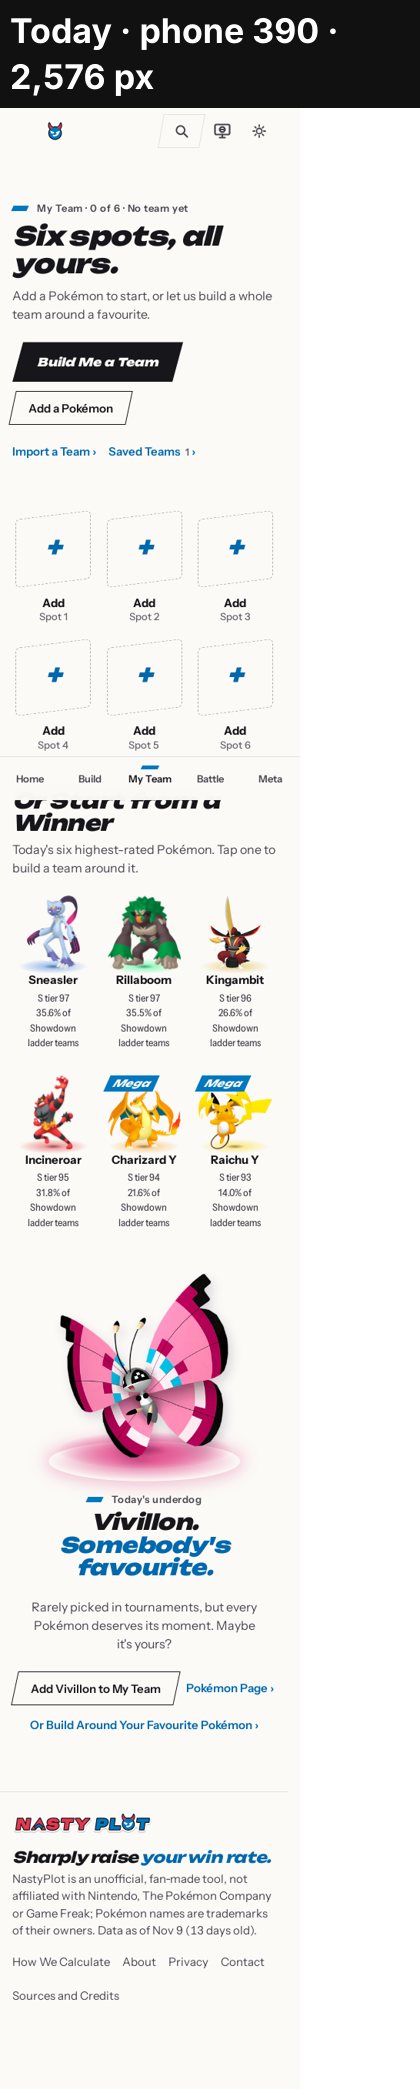 Today · phone 390 ·
2,576 px
My Team · 0 of 6 · No team yet
Six spots, all
yours.
Add a Pokémon to start, or let us build a whole
team around a favourite.
Build Me a Team
Add a Pokémon
Import a Team › Saved Teams 1 ›
+ + +
Add Add Add
Spot 1 Spot 2 Spot 3
+ + +
Add Add Add
Spot 4 Spot 5 Spot 6
Home Build My Team Battle Meta
Or Start from a
Winner
Today's six highest-rated Pokémon. Tap one to
build a team around it.
Sneasler Rillaboom Kingambit
S tier 97 S tier 97 S tier 96
35.6% of 35.5% of 26.6% of
Showdown Showdown Showdown
ladder teams ladder teams ladder teams
Mega Mega
Incineroar Charizard Y Raichu Y
S tier 95 S tier 94 S tier 93
31.8% of 21.6% of 14.0% of
Showdown Showdown Showdown
ladder teams ladder teams ladder teams
Today's underdog
Vivillon.
Somebody's
favourite.
Rarely picked in tournaments, but every
Pokémon deserves its moment. Maybe
it's yours?
Add Vivillon to My Team Pokémon Page ›
Or Build Around Your Favourite Pokémon ›
NASTY PLOT
Sharply raise your win rate.
NastyPlot is an unofficial, fan-made tool, not
affiliated with Nintendo, The Pokémon Company
or Game Freak; Pokémon names are trademarks
of their owners. Data as of Nov 9 (13 days old).
How We Calculate About Privacy Contact
Sources and Credits